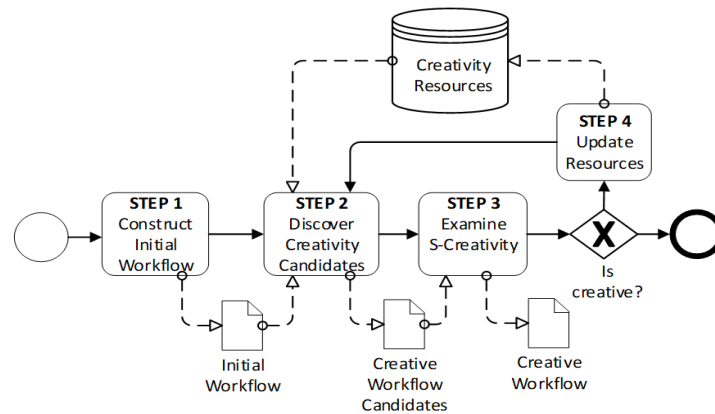 Creativity
Resources
STEP 4
Update
Resources
STEP 1
Construct
Initial
Workflow
STEP 2
Discover
Creativity
Candidates
STEP 3
Examine
S-Creativity
X
Is
creative?
Initial
Workflow
Creative
Workflow
Candidates
Creative
Workflow